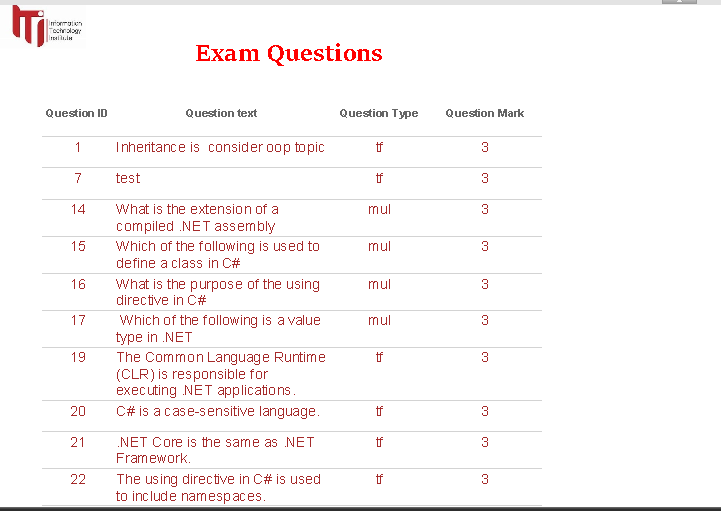 iTi Information
Technology
Institute
Exam Questions
Question ID Question text Question Type Question Mark
1 Inheritance is consider oop topic tf 3
7 test tf 3
14 What is the extension of a mul 3
compiled .NET assembly
15 Which of the following is used to mul 3
define a class in C#
16 What is the purpose of the using mul 3
directive in C#
17 Which of the following is a value mul 3
type in .NET
19 The Common Language Runtime tf 3
(CLR) is responsible for
executing .NET applications.
20 C# is a case-sensitive language. tf 3
21 .NET Core is the same as .NET tf 3
Framework.
22 The using directive in C# is used tf 3
to include namespaces.